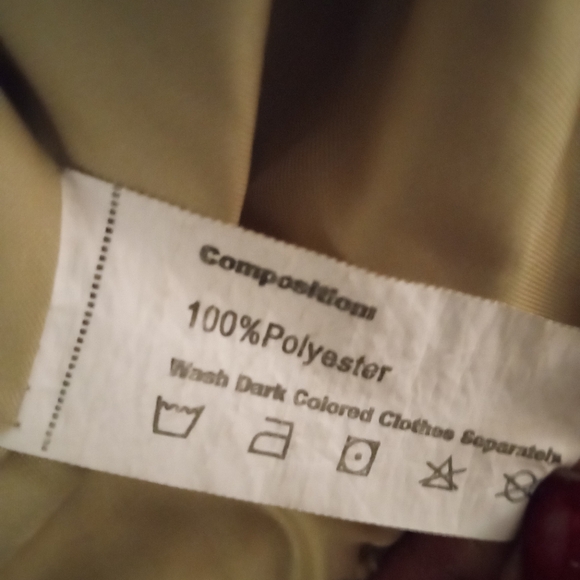 Composition:
100%Polyester
Wash Dark Colored Clothes Separately